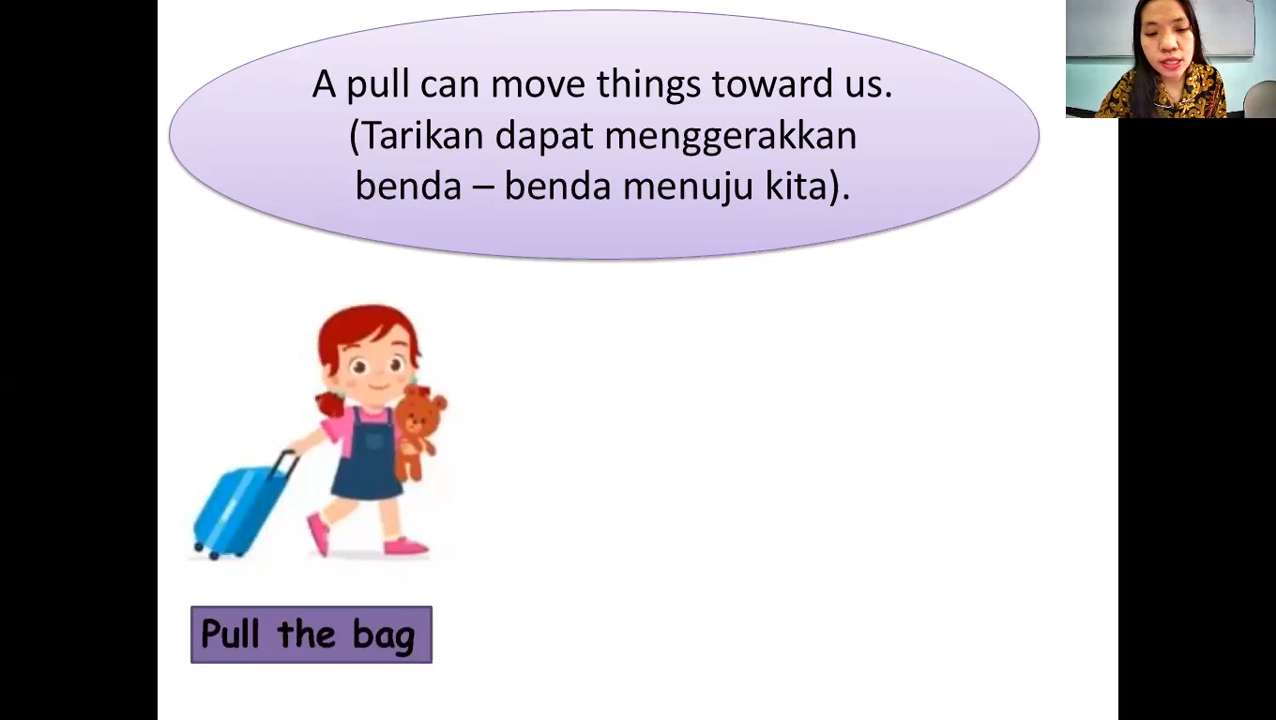 A pull can move things toward us.
(Tarikan dapat menggerakkan
benda – benda menuju kita).
Pull the bag